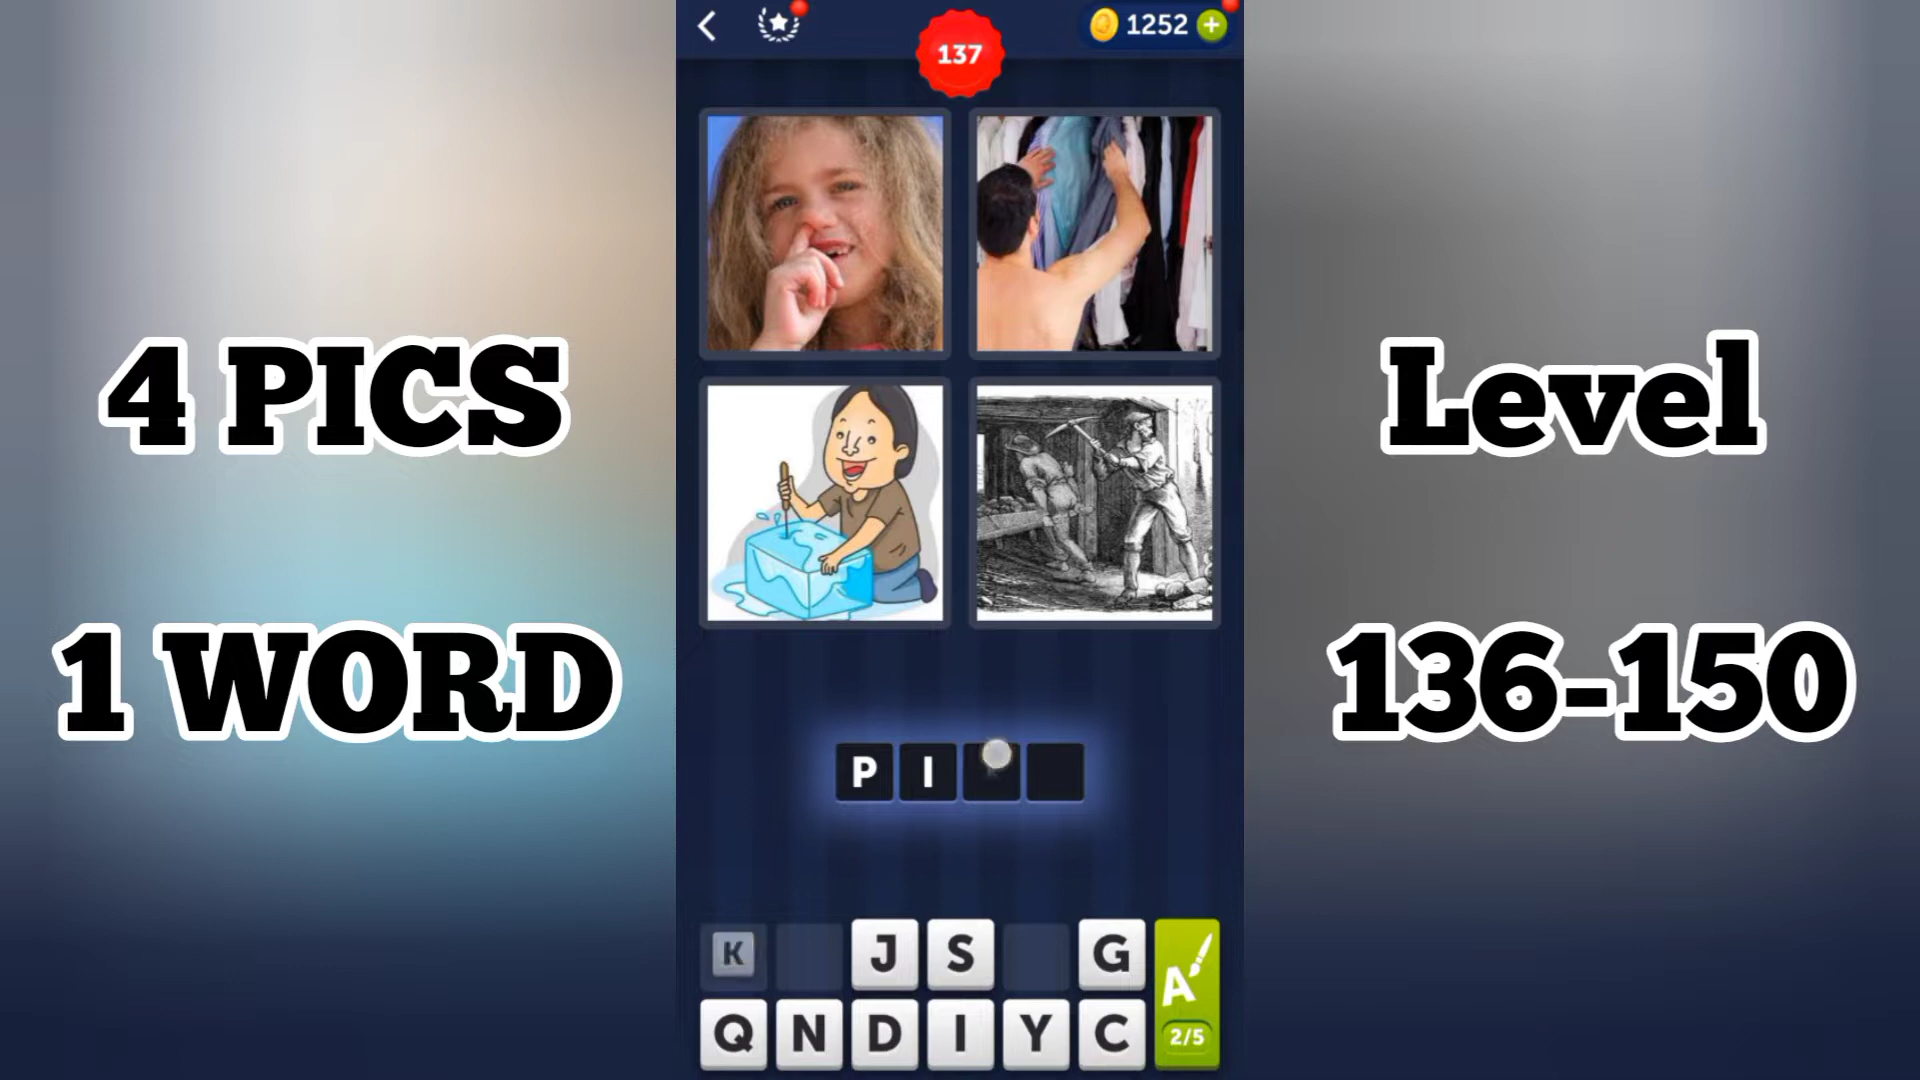 137
1252 +
4 PICS
1 WORD
Level
136-150
P I
K J S G
Q N D I Y C
A
2/5